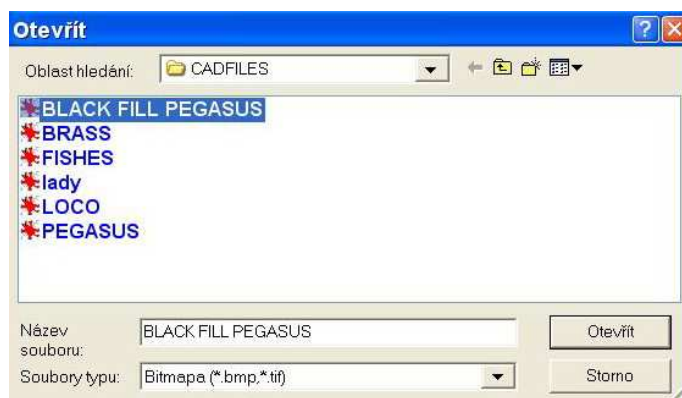 Otevřít
Oblast hledání: CADFILES
BLACK FILL PEGASUS
BRASS
FISHES
lady
LOCO
PEGASUS
Název souboru: BLACK FILL PEGASUS Otevřít
Soubory typu: Bitmapa (*.bmp,*.tif) Storno